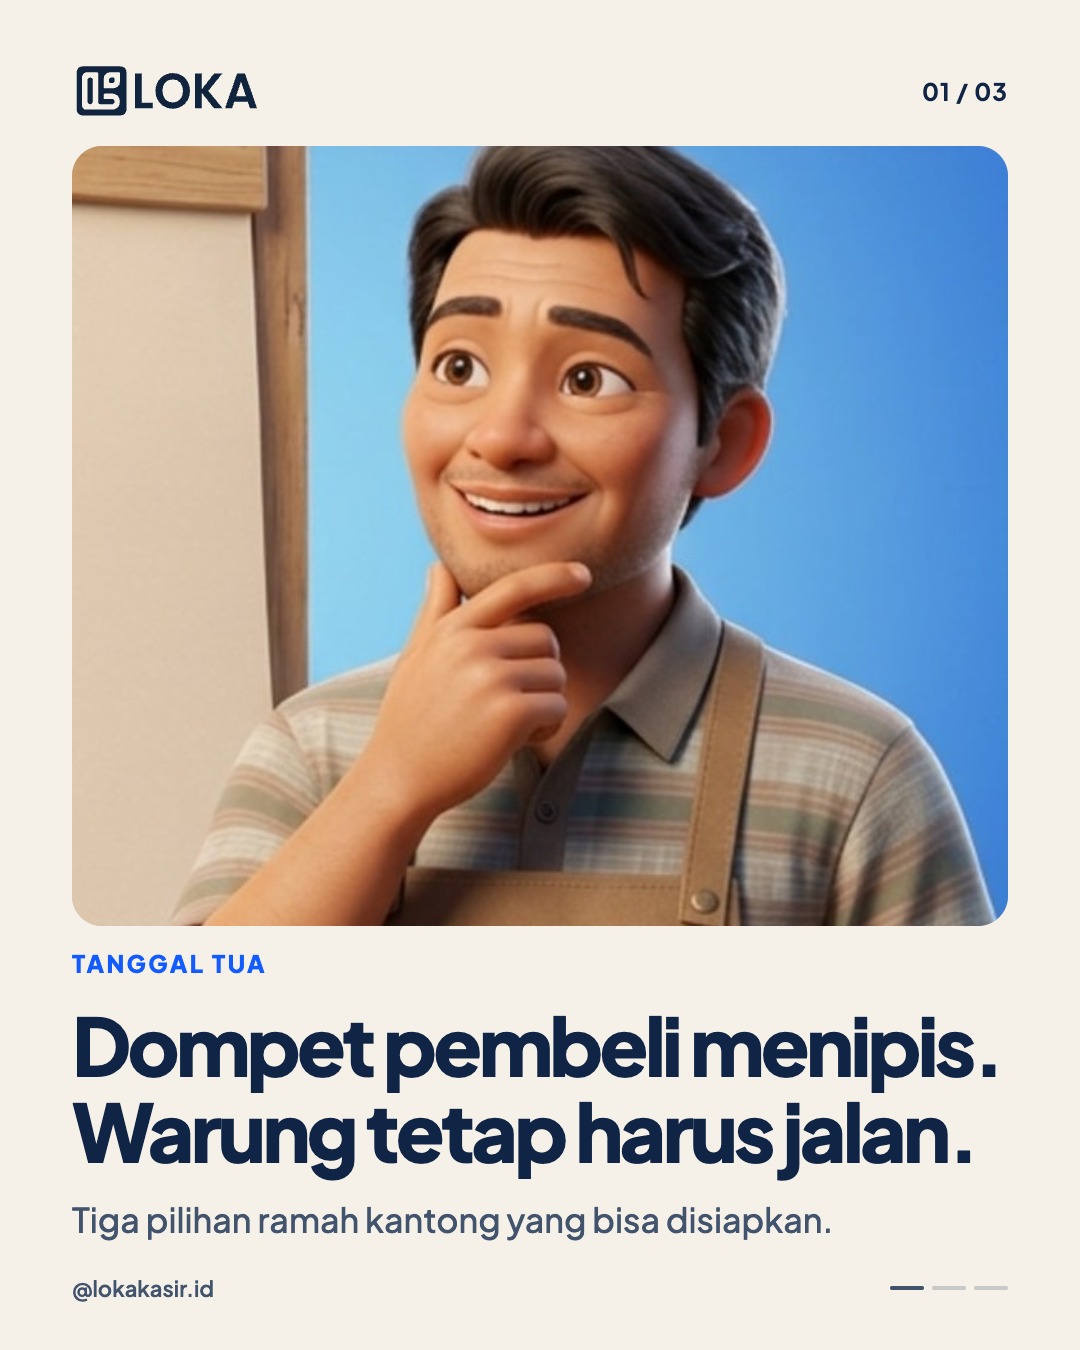 LOKA
01 / 03
TANGGAL TUA
Dompet pembeli menipis.
Warung tetap harus jalan.
Tiga pilihan ramah kantong yang bisa disiapkan.
@lokakasir.id